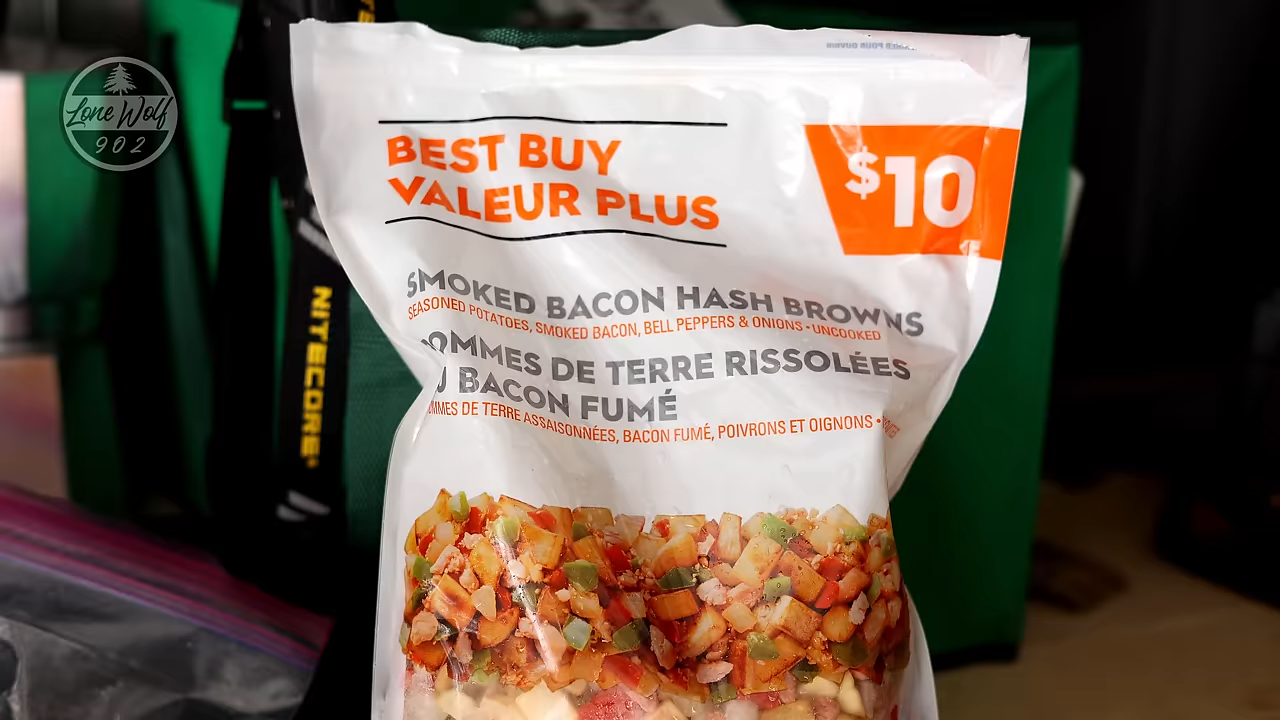 Lone Wolf
902
BEST BUY
VALEUR PLUS
$10
SMOKED BACON HASH BROWNS
SEASONED POTATOES, SMOKED BACON, BELL PEPPERS & ONIONS • UNCOOKED
OMMES DE TERRE RISSOLÉES
U BACON FUMÉ
OMMES DE TERRE ASSAISONNÉES, BACON FUMÉ, POIVRONS ET OIGNONS •
NITECORE